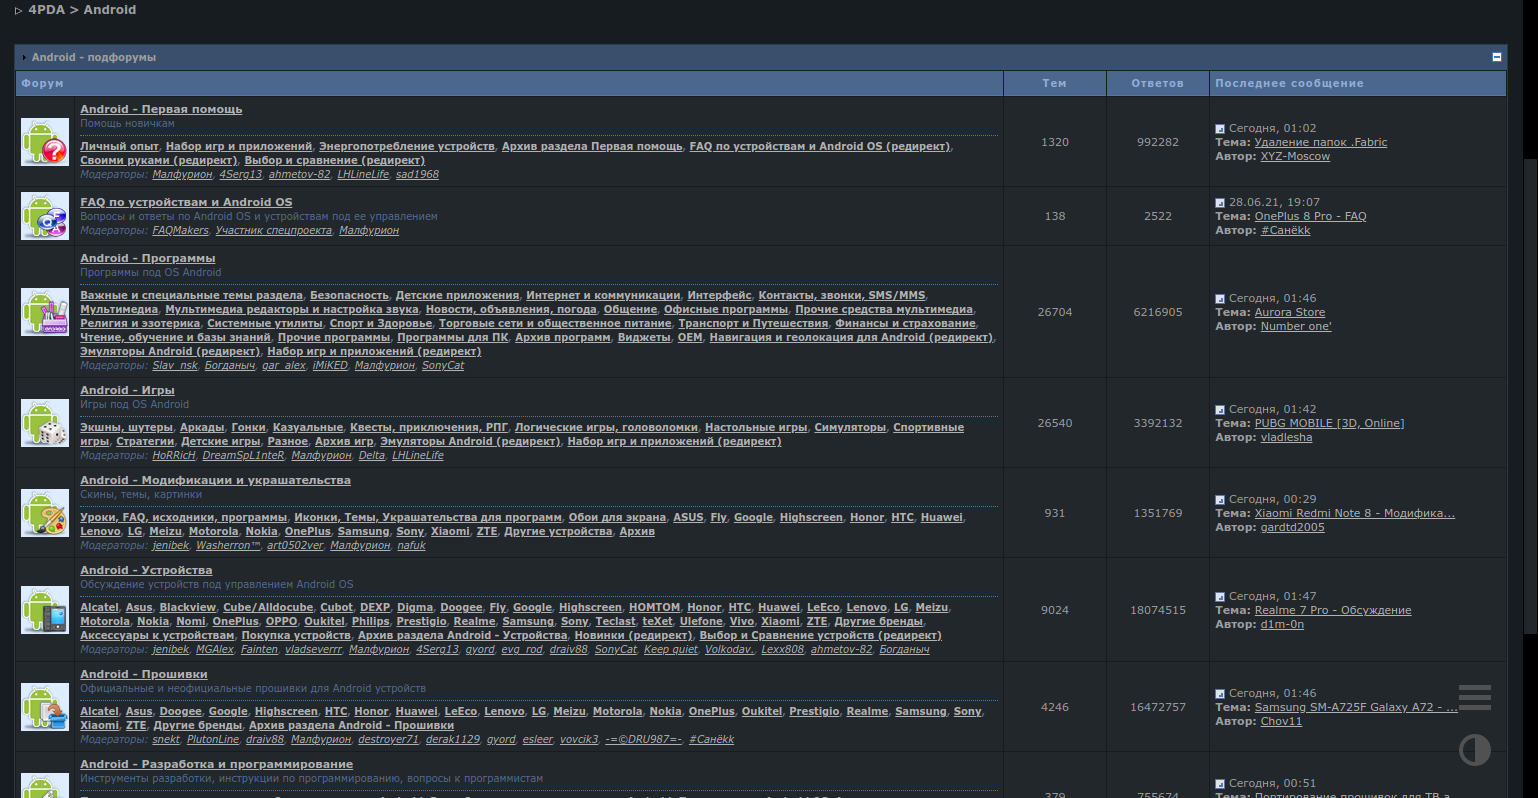 ▷ 4PDA > Android
Android - подфорумы
Форум Тем Ответов Последнее сообщение
Android - Первая помощь
Помощь новичкам
Личный опыт, Набор игр и приложений, Энергопотребление устройств, Архив раздела Первая помощь, FAQ по устройствам и Android OS (редирект),
Своими руками (редирект), Выбор и сравнение (редирект)
Модераторы: Малфурион, 4Serg13, ahmetov-82, LHLineLife, sad1968
1320
992282
Сегодня, 01:02
Тема: Удаление папок .Fabric
Автор: XYZ-Moscow
FAQ по устройствам и Android OS
Вопросы и ответы по Android OS и устройствам под ее управлением
Модераторы: FAQMakers, Участник спецпроекта, Малфурион
138
2522
28.06.21, 19:07
Тема: OnePlus 8 Pro - FAQ
Автор: #Санёkk
Android - Программы
Программы под OS Android
Важные и специальные темы раздела, Безопасность, Детские приложения, Интернет и коммуникации, Интерфейс, Контакты, звонки, SMS/MMS,
Мультимедиа, Мультимедиа редакторы и настройка звука, Новости, объявления, погода, Общение, Офисные программы, Прочие средства мультимедиа,
Религия и эзотерика, Системные утилиты, Спорт и Здоровье, Торговые сети и общественное питание, Транспорт и Путешествия, Финансы и страхование,
Чтение, обучение и базы знаний, Прочие программы, Программы для ПК, Архив программ, Виджеты, OEM, Навигация и геолокация для Android (редирект),
Эмуляторы Android (редирект), Набор игр и приложений (редирект)
Модераторы: Slav_nsk, Богданыч, gar_alex, iMiKED, Малфурион, SonyCat
26704
6216905
Сегодня, 01:46
Тема: Aurora Store
Автор: Number one'
Android - Игры
Игры под OS Android
Экшны, шутеры, Аркады, Гонки, Казуальные, Квесты, приключения, РПГ, Логические игры, головоломки, Настольные игры, Симуляторы, Спортивные
игры, Стратегии, Детские игры, Разное, Архив игр, Эмуляторы Android (редирект), Набор игр и приложений (редирект)
Модераторы: HoRRicH, DreamSpL1nteR, Малфурион, Delta, LHLineLife
26540
3392132
Сегодня, 01:42
Тема: PUBG MOBILE [3D, Online]
Автор: vladlesha
Android - Модификации и украшательства
Скины, темы, картинки
Уроки, FAQ, исходники, программы, Иконки, Темы, Украшательства для программ, Обои для экрана, ASUS, Fly, Google, Highscreen, Honor, HTC, Huawei,
Lenovo, LG, Meizu, Motorola, Nokia, OnePlus, Samsung, Sony, Xiaomi, ZTE, Другие устройства, Архив
Модераторы: jenibek, Washerron™, art0502ver, Малфурион, nafuk
931
1351769
Сегодня, 00:29
Тема: Xiaomi Redmi Note 8 - Модифика...
Автор: gardtd2005
Android - Устройства
Обсуждение устройств под управлением Android OS
Alcatel, Asus, Blackview, Cube/Alldocube, Cubot, DEXP, Digma, Doogee, Fly, Google, Highscreen, HOMTOM, Honor, HTC, Huawei, LeEco, Lenovo, LG, Meizu,
Motorola, Nokia, Nomi, OnePlus, OPPO, Oukitel, Philips, Prestigio, Realme, Samsung, Sony, Teclast, teXet, Ulefone, Vivo, Xiaomi, ZTE, Другие бренды,
Аксессуары к устройствам, Покупка устройств, Архив раздела Android - Устройства, Новинки (редирект), Выбор и Сравнение устройств (редирект)
Модераторы: jenibek, MGAlex, Fainten, vladseverrr, Малфурион, 4Serg13, qyord, evg_rod, draiv88, SonyCat, Keep quiet, Volkodav., Lexx808, ahmetov-82, Богданыч
9024
18074515
Сегодня, 01:47
Тема: Realme 7 Pro - Обсуждение
Автор: d1m-0n
Android - Прошивки
Официальные и неофициальные прошивки для Android устройств
Alcatel, Asus, Doogee, Google, Highscreen, HTC, Honor, Huawei, LeEco, Lenovo, LG, Meizu, Motorola, Nokia, OnePlus, Oukitel, Prestigio, Realme, Samsung, Sony,
Xiaomi, ZTE, Другие бренды, Архив раздела Android - Прошивки
Модераторы: snekt, PlutonLine, draiv88, Малфурион, destroyer71, derak1129, qyord, esleer, vovcik3, -=©DRU987=-, #Санёkk
4246
16472757
Сегодня, 01:46
Тема: Samsung SM-A725F Galaxy A72 - ...
Автор: Chov11
Android - Разработка и программирование
Инструменты разработки, инструкции по программированию, вопросы к программистам
379
755674
Сегодня, 00:51
Тема: Портирование прошивок для ТВ а...